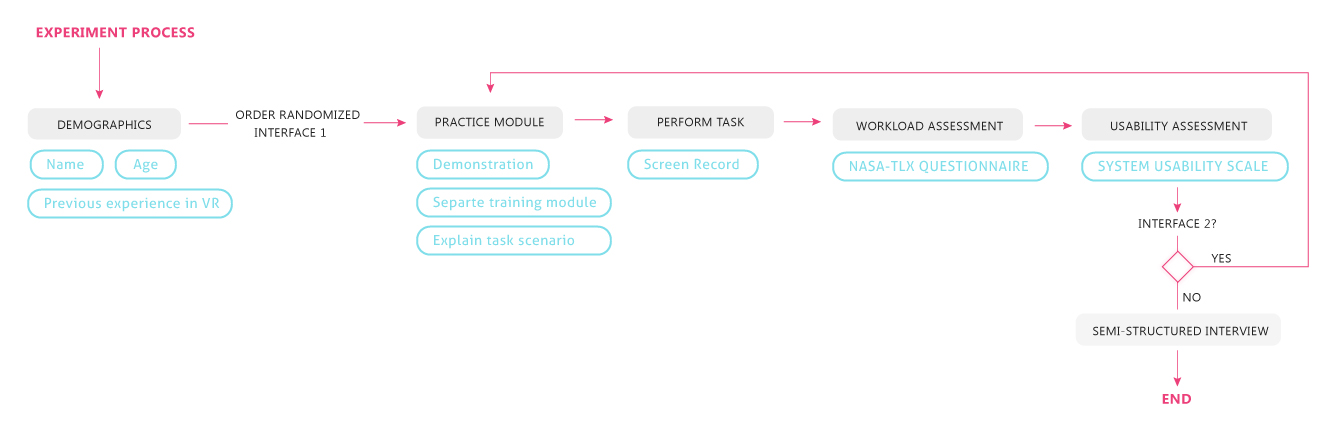 EXPERIMENT PROCESS
DEMOGRAPHICS
Name
Age
Previous experience in VR
ORDER RANDOMIZED
INTERFACE 1
PRACTICE MODULE
Demonstration
Separte training module
Explain task scenario
PERFORM TASK
Screen Record
WORKLOAD ASSESSMENT
NASA-TLX QUESTIONNAIRE
USABILITY ASSESSMENT
SYSTEM USABILITY SCALE
INTERFACE 2?
YES
NO
SEMI-STRUCTURED INTERVIEW
END